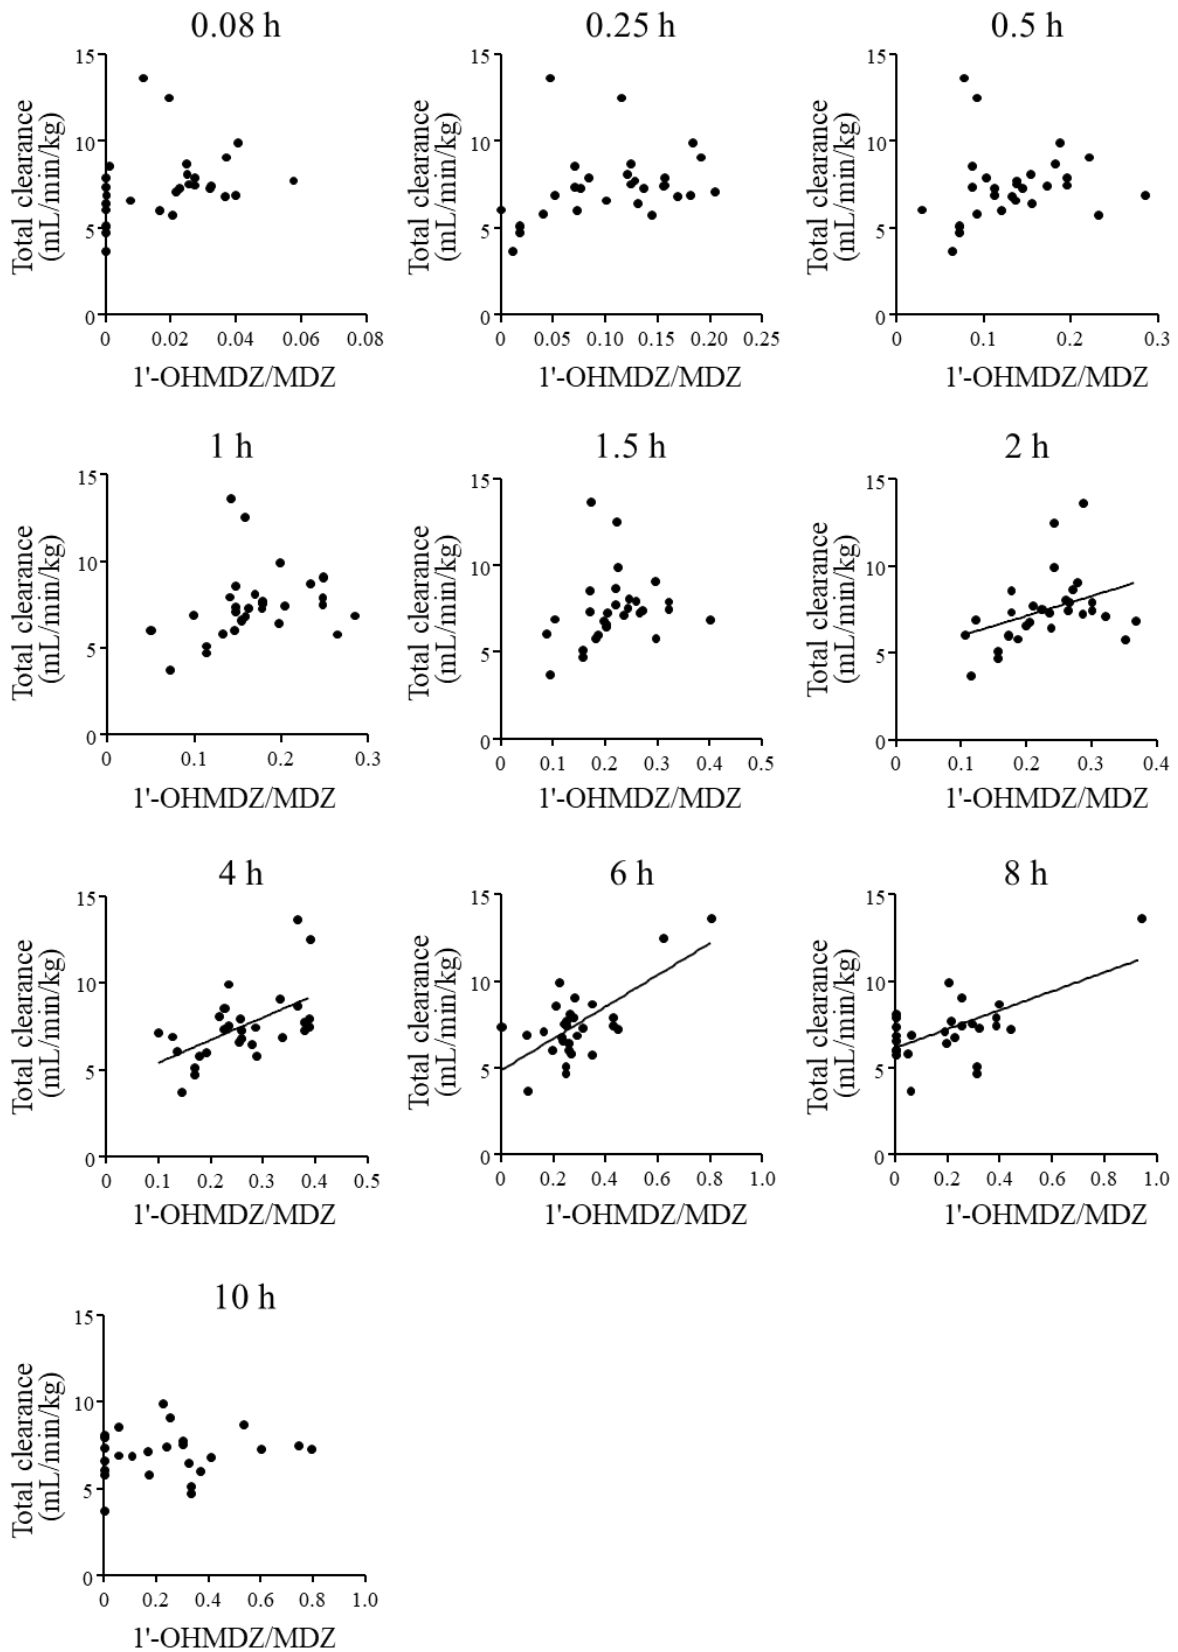 0.08 h
15
10
5
0
Total clearance
(mL/min/kg)
0 0.02 0.04 0.06 0.08
1'-OHMDZ/MDZ
0.25 h
15
10
5
0
Total clearance
(mL/min/kg)
0 0.05 0.10 0.15 0.20 0.25
1'-OHMDZ/MDZ
0.5 h
15
10
5
0
Total clearance
(mL/min/kg)
0 0.1 0.2 0.3
1'-OHMDZ/MDZ
1 h
15
10
5
0
Total clearance
(mL/min/kg)
0 0.1 0.2 0.3
1'-OHMDZ/MDZ
1.5 h
15
10
5
0
Total clearance
(mL/min/kg)
0 0.1 0.2 0.3 0.4 0.5
1'-OHMDZ/MDZ
2 h
15
10
5
0
Total clearance
(mL/min/kg)
0 0.1 0.2 0.3 0.4
1'-OHMDZ/MDZ
4 h
15
10
5
0
Total clearance
(mL/min/kg)
0 0.1 0.2 0.3 0.4 0.5
1'-OHMDZ/MDZ
6 h
15
10
5
0
Total clearance
(mL/min/kg)
0 0.2 0.4 0.6 0.8 1.0
1'-OHMDZ/MDZ
8 h
15
10
5
0
Total clearance
(mL/min/kg)
0 0.2 0.4 0.6 0.8 1.0
1'-OHMDZ/MDZ
10 h
15
10
5
0
Total clearance
(mL/min/kg)
0 0.2 0.4 0.6 0.8 1.0
1'-OHMDZ/MDZ